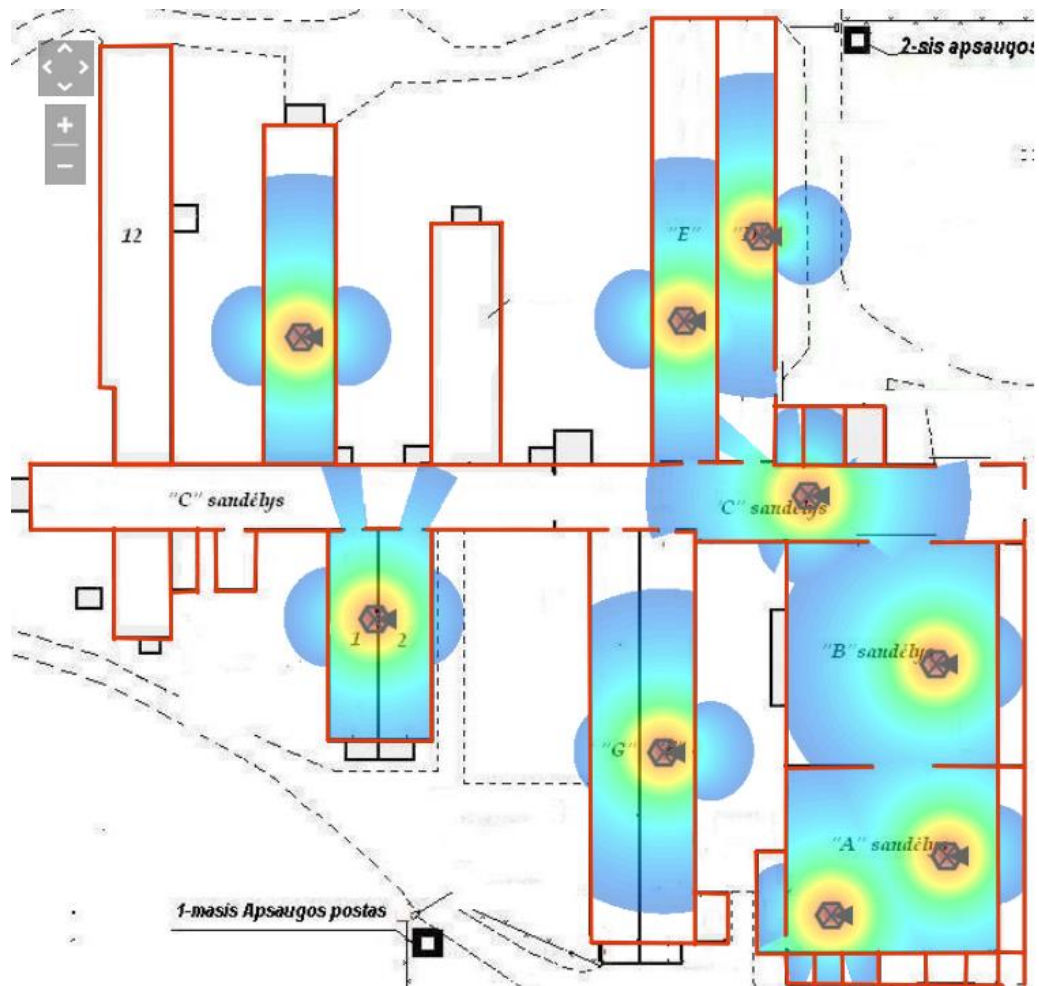 2-sis apsaugos
12
"E"
"D
"C" sandėlys
"C" sandėlys
1
2
"B" sandėlys
"G"
"A" sandėlys
1-masis Apsaugos postas